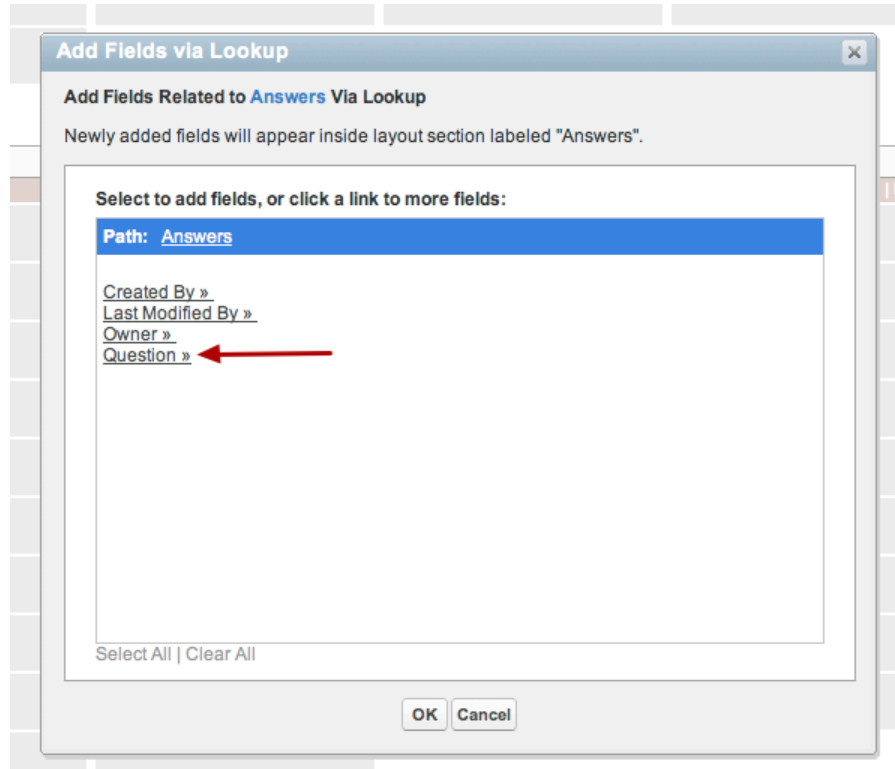 Add Fields via Lookup
Add Fields Related to Answers Via Lookup
Newly added fields will appear inside layout section labeled "Answers".
Select to add fields, or click a link to more fields:
Path: Answers
Created By »
Last Modified By »
Owner »
Question »
Select All | Clear All
OK Cancel